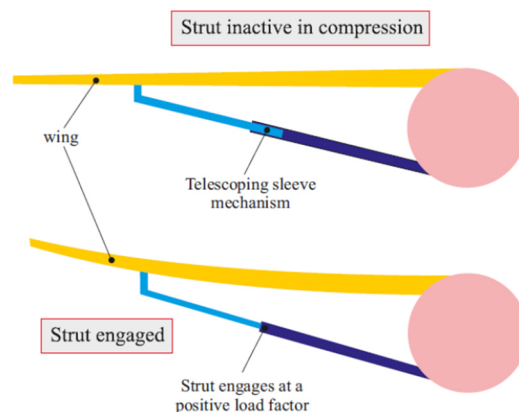 Strut inactive in compression
wing
Telescoping sleeve
mechanism
Strut engaged
Strut engages at a
positive load factor